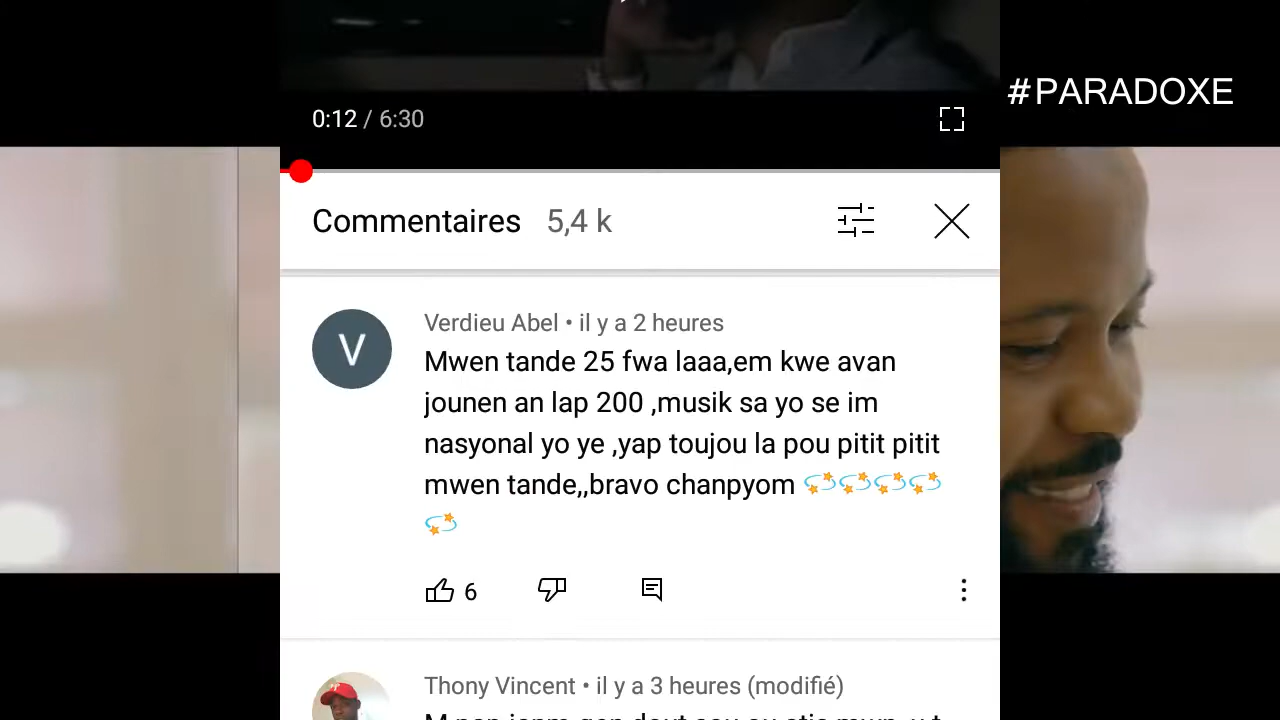 0:12 / 6:30
#PARADOXE
Commentaires 5,4 k
V
Verdieu Abel • il y a 2 heures
Mwen tande 25 fwa laaa,em kwe avan
jounen an lap 200 ,musik sa yo se im
nasyonal yo ye ,yap toujou la pou pitit pitit
mwen tande,,bravo chanpyom 💫💫💫💫
💫
6
Thony Vincent • il y a 3 heures (modifié)